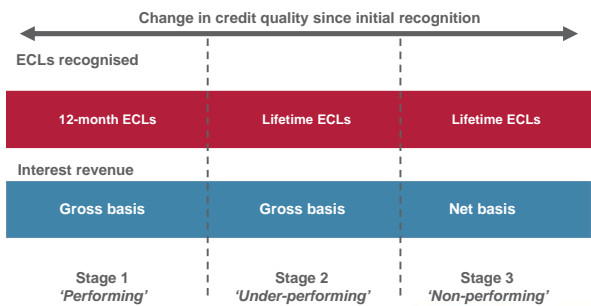 Change in credit quality since initial recognition
ECLs recognised
12-month ECLs
Lifetime ECLs
Lifetime ECLs
Interest revenue
Gross basis
Gross basis
Net basis
Stage 1
‘Performing’
Stage 2
‘Under-performing’
Stage 3
‘Non-performing’